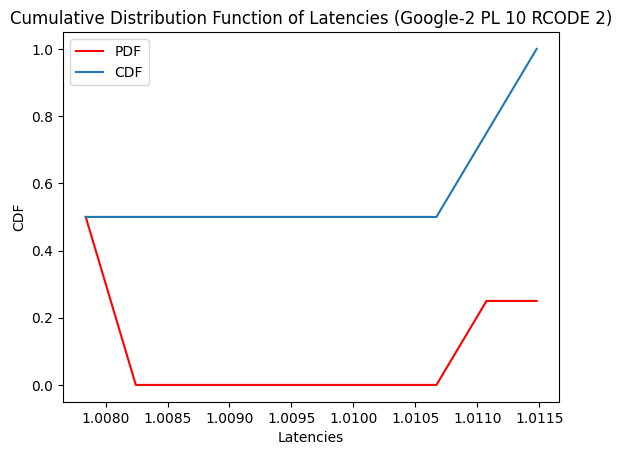 Cumulative Distribution Function of Latencies (Google-2 PL 10 RCODE 2)
PDF
CDF
1.0
0.8
0.6
0.4
0.2
0.0
CDF
1.0080
1.0085
1.0090
1.0095
1.0100
1.0105
1.0110
1.0115
Latencies